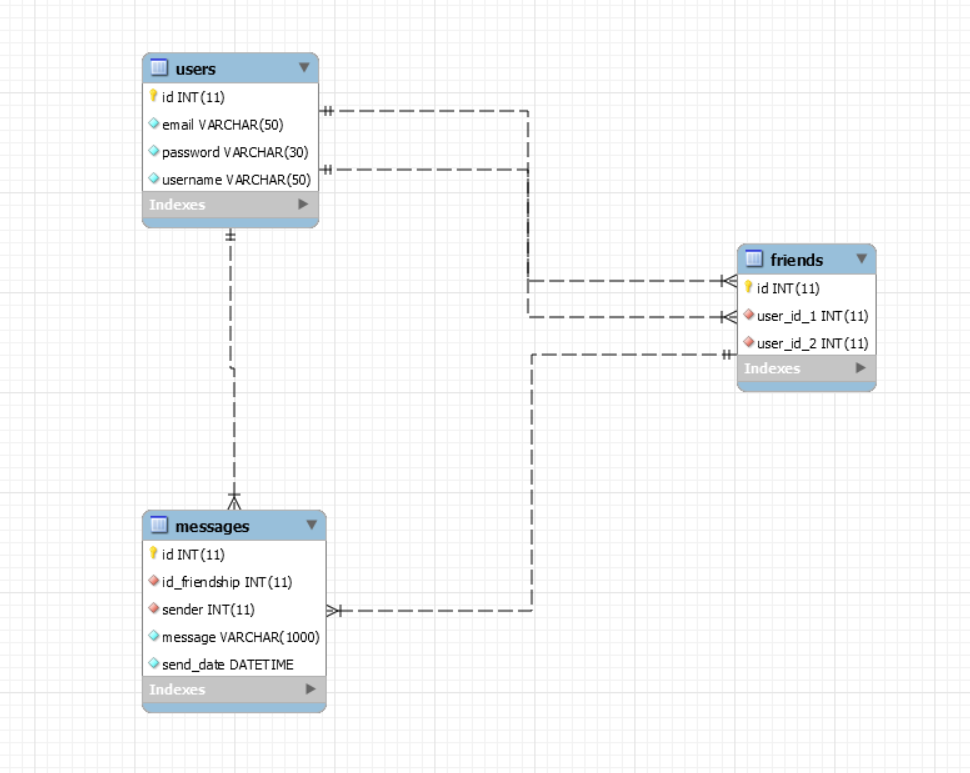 users
id INT(11)
email VARCHAR(50)
password VARCHAR(30)
username VARCHAR(50)
Indexes
friends
id INT(11)
user_id_1 INT(11)
user_id_2 INT(11)
Indexes
messages
id INT(11)
id_friendship INT(11)
sender INT(11)
message VARCHAR(1000)
send_date DATETIME
Indexes